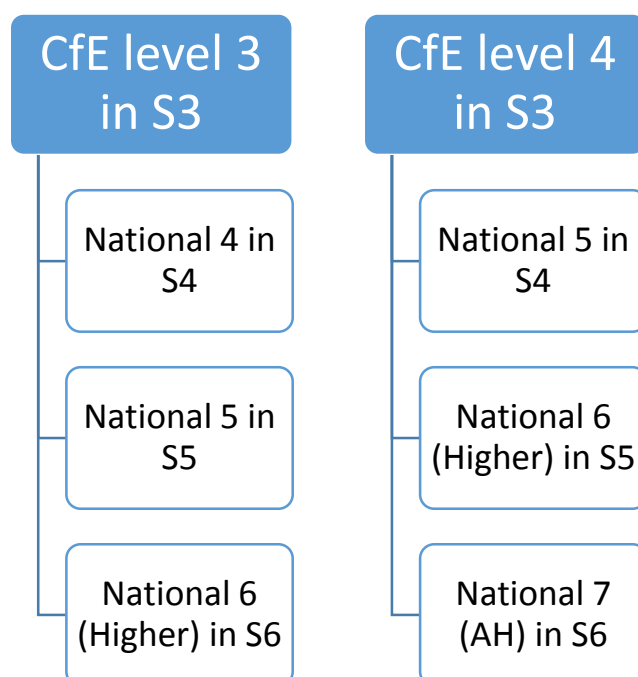 CfE level 3
in S3
National 4 in
S4
National 5 in
S5
National 6
(Higher) in S6
CfE level 4
in S3
National 5 in
S4
National 6
(Higher) in S5
National 7
(AH) in S6